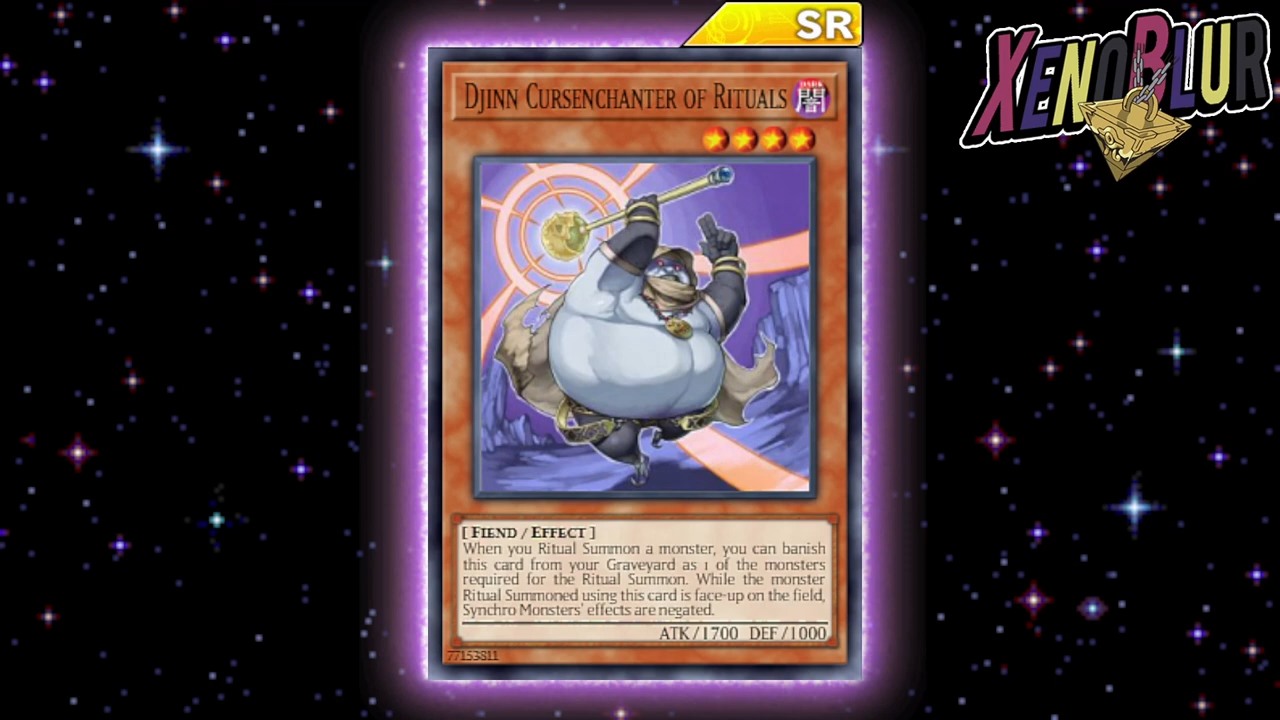 SR
XENOBLUR
DJINN CURSENCHANTER OF RITUALS
DARK
闇
[ FIEND / EFFECT ]
When you Ritual Summon a monster, you can banish
this card from your Graveyard as 1 of the monsters
required for the Ritual Summon. While the monster
Ritual Summoned using this card is face-up on the field,
Synchro Monsters' effects are negated.
ATK/1700 DEF/1000
77153811